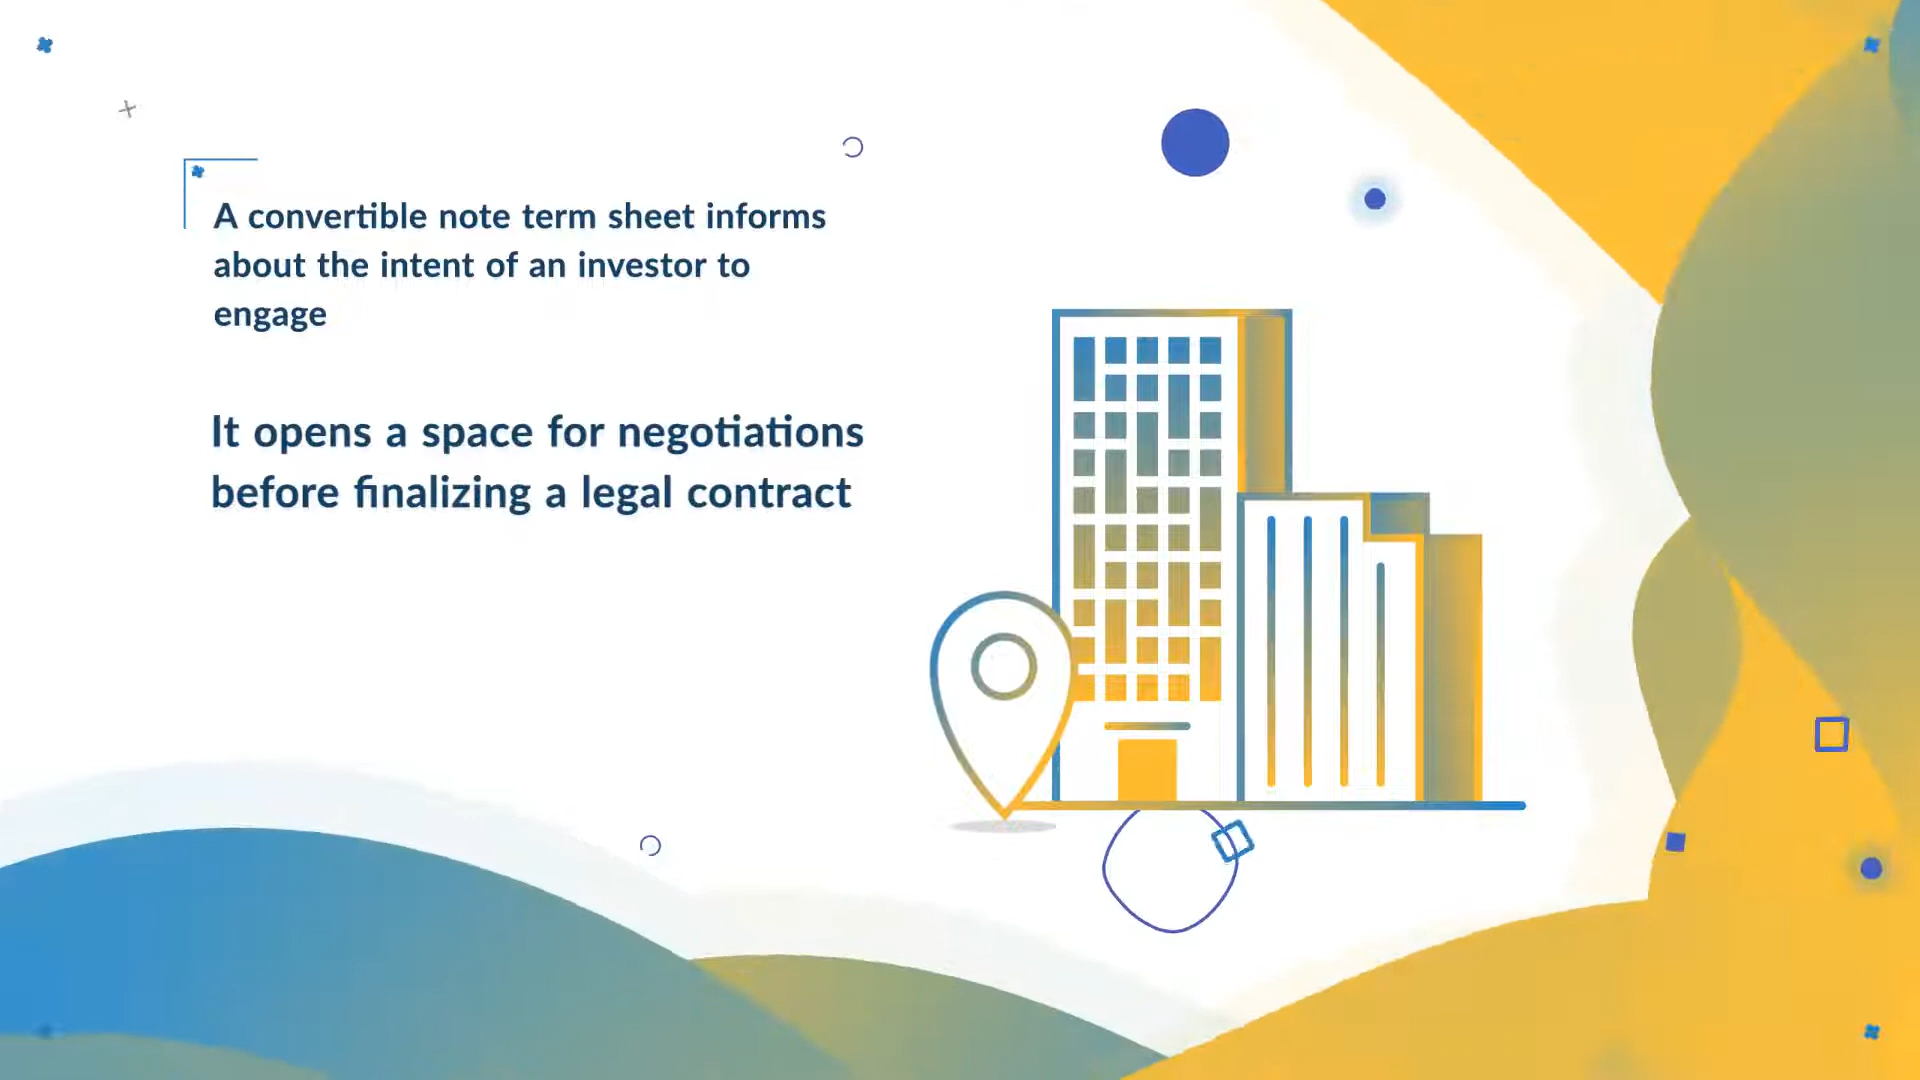 A convertible note term sheet informs
about the intent of an investor to
engage
It opens a space for negotiations
before finalizing a legal contract